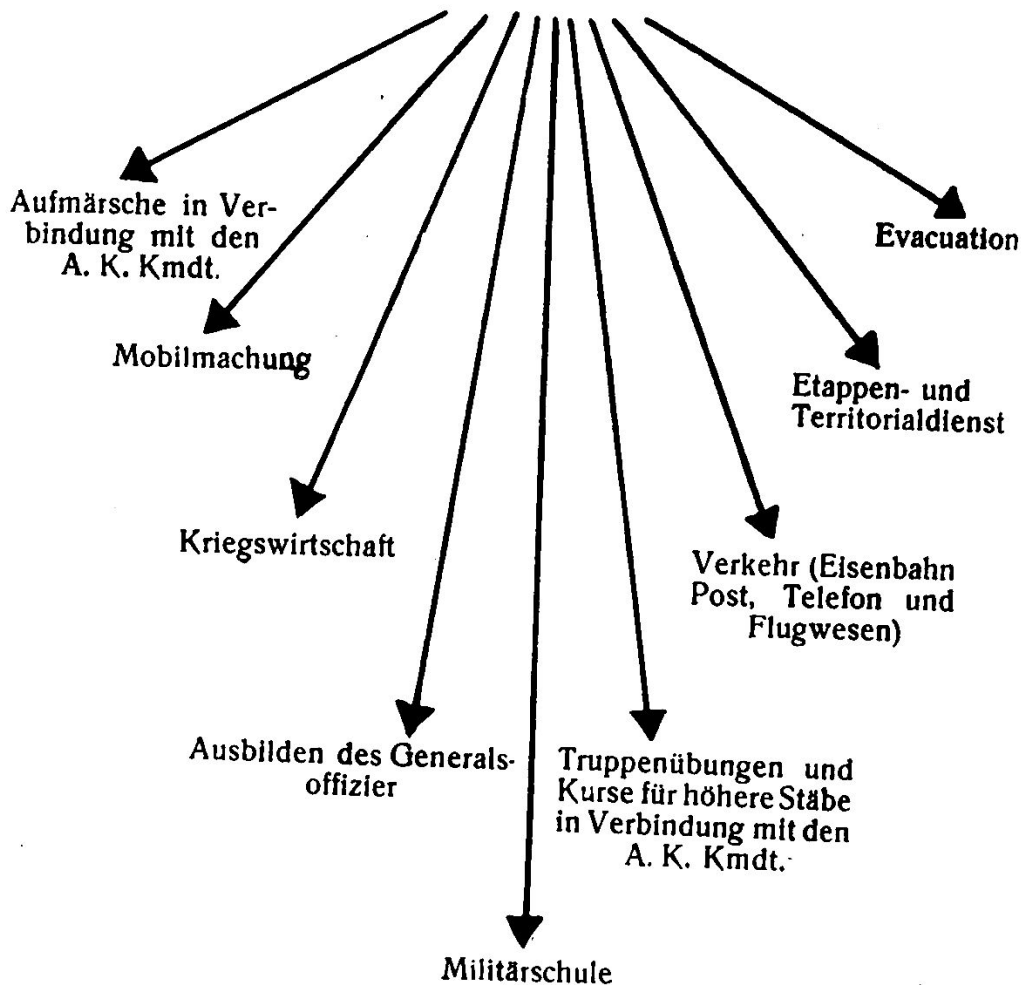 Aufmärsche in Ver-
bindung mit den
A. K. Kmdt.
Evacuation
Mobilmachung
Etappen- und
Territorialdienst
Kriegswirtschaft
Verkehr (Eisenbahn
Post, Telefon und
Flugwesen)
Ausbilden des Generals-
offizier
Truppenübungen und
Kurse für höhere Stäbe
in Verbindung mit den
A. K. Kmdt.
Militärschule